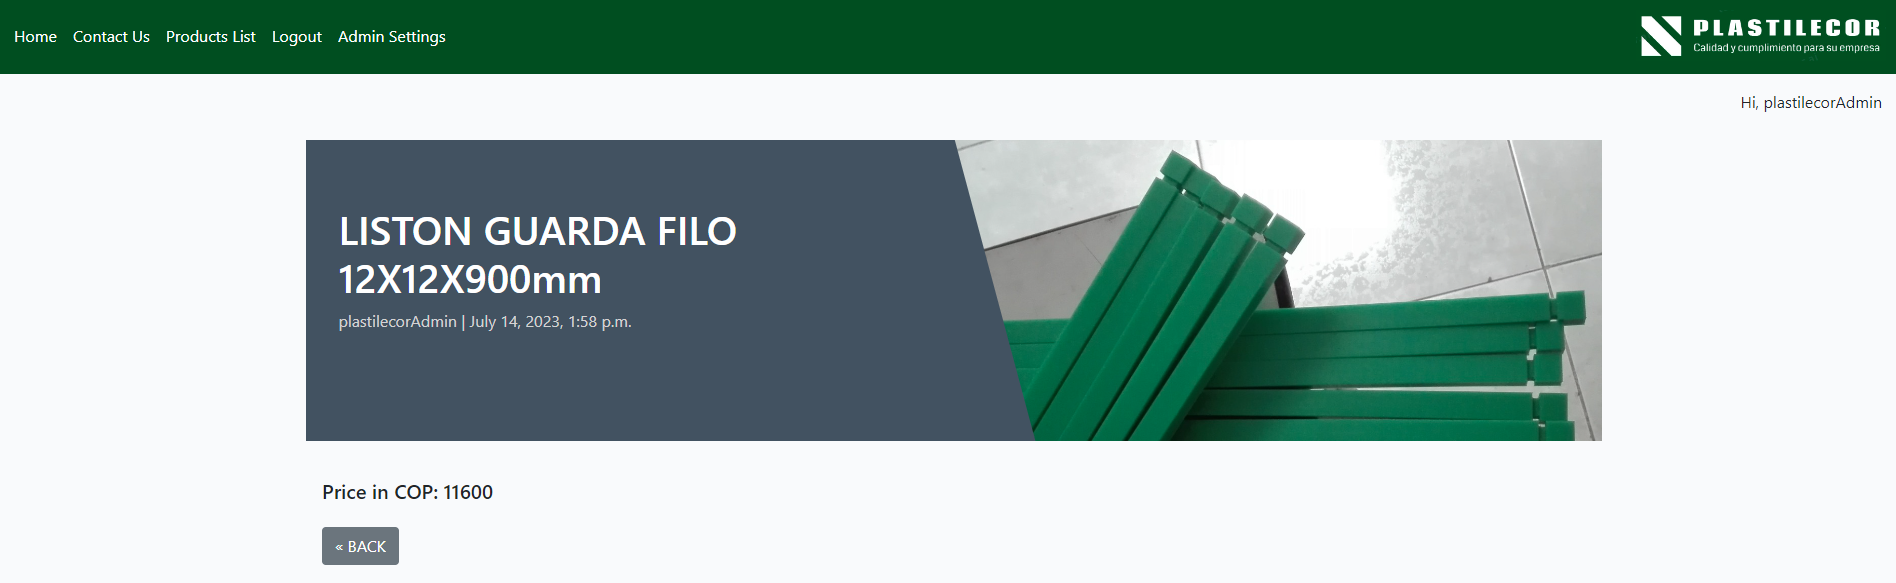 Home Contact Us Products List Logout Admin Settings
PLASTILECOR
Calidad y cumplimiento para su empresa
Hi, plastilecorAdmin
LISTON GUARDA FILO
12X12X900mm
plastilecorAdmin | July 14, 2023, 1:58 p.m.
Price in COP: 11600
« BACK